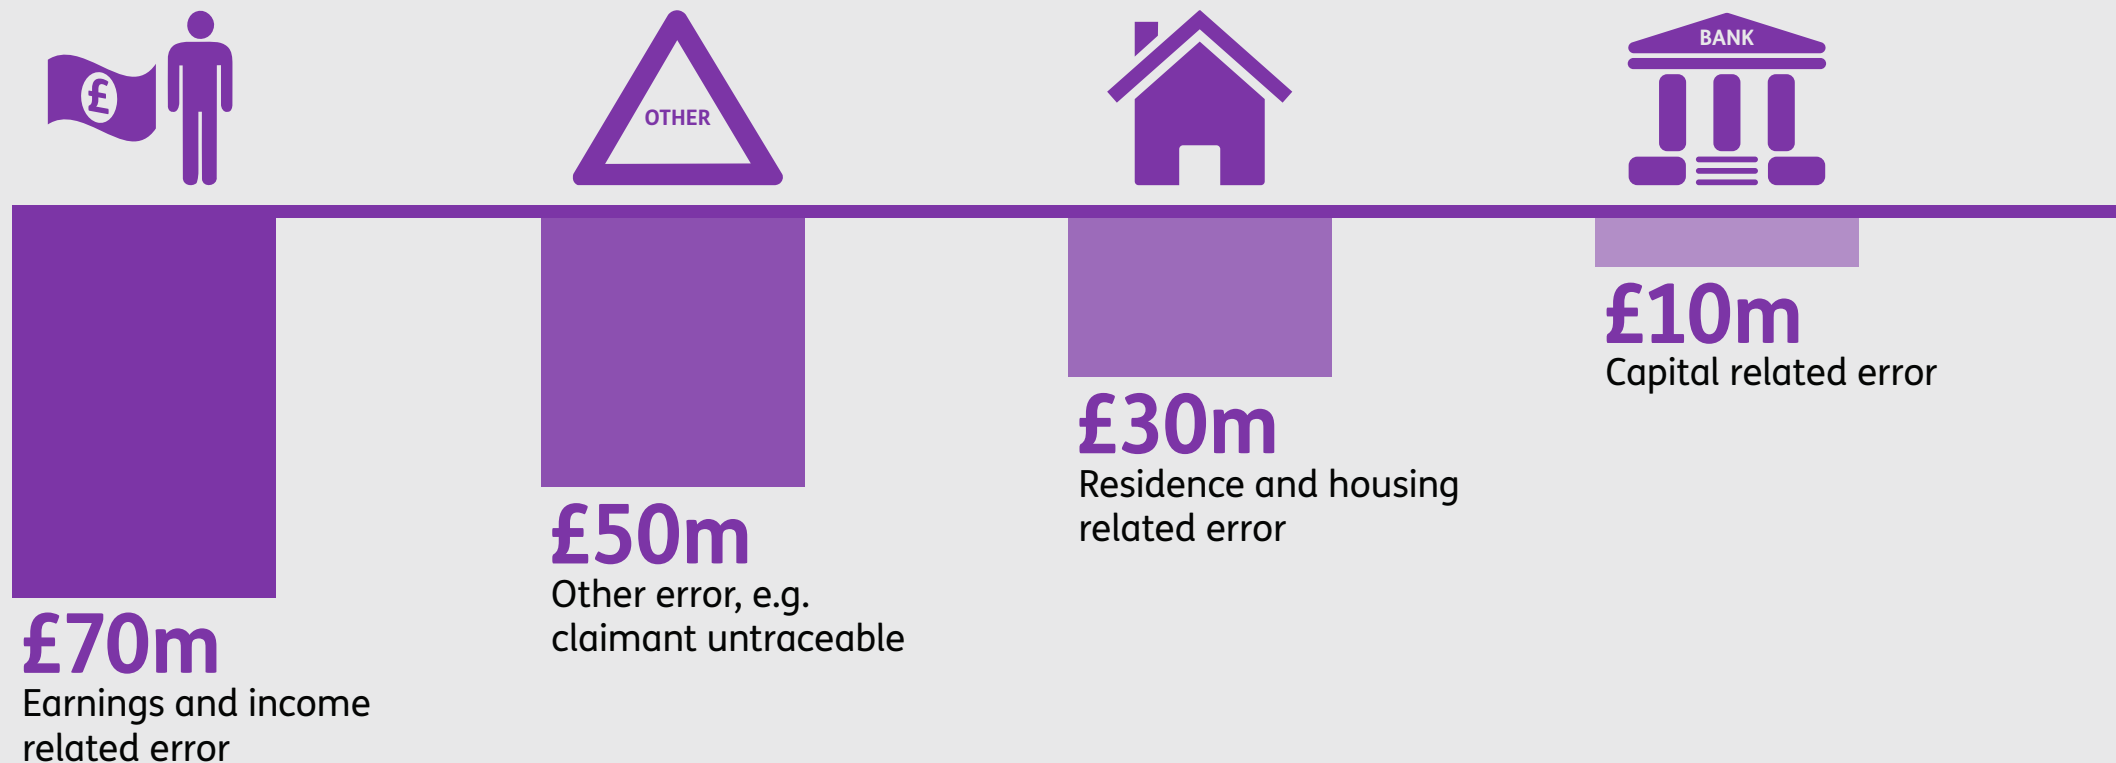 £
OTHER
BANK
£70m
Earnings and income
related error
£50m
Other error, e.g.
claimant untraceable
£30m
Residence and housing
related error
£10m
Capital related error